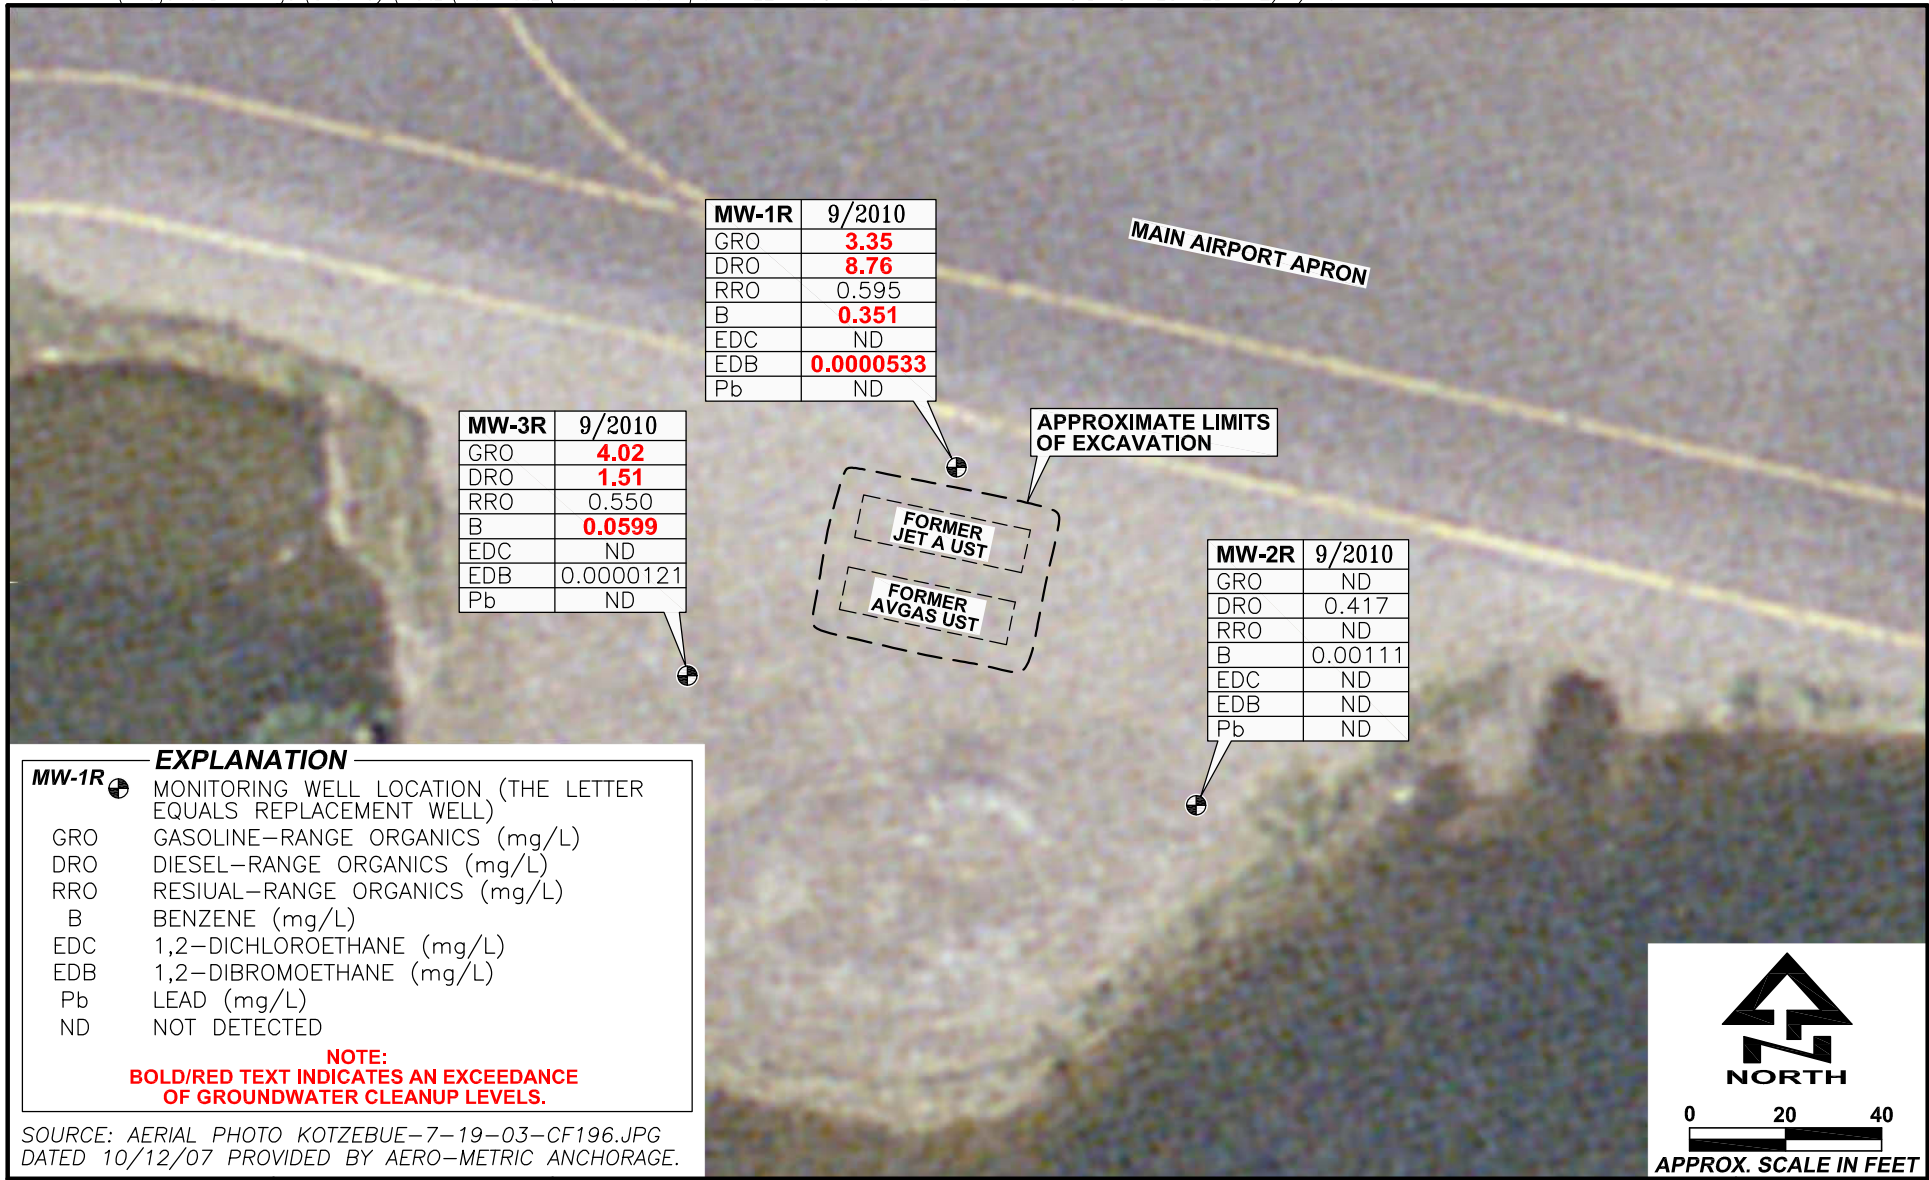 MW-1R 9/2010
GRO 3.35
DRO 8.76
RRO 0.595
B 0.351
EDC ND
EDB 0.0000533
Pb ND
MAIN AIRPORT APRON
MW-3R 9/2010
GRO 4.02
DRO 1.51
RRO 0.550
B 0.0599
EDC ND
EDB 0.0000121
Pb ND
APPROXIMATE LIMITS
OF EXCAVATION
FORMER
JET A UST
FORMER
AVGAS UST
MW-2R 9/2010
GRO ND
DRO 0.417
RRO ND
B 0.00111
EDC ND
EDB ND
Pb ND
EXPLANATION
MW-1R MONITORING WELL LOCATION (THE LETTER
EQUALS REPLACEMENT WELL)
GRO GASOLINE-RANGE ORGANICS (mg/L)
DRO DIESEL-RANGE ORGANICS (mg/L)
RRO RESIUAL-RANGE ORGANICS (mg/L)
B BENZENE (mg/L)
EDC 1,2-DICHLOROETHANE (mg/L)
EDB 1,2-DIBROMOETHANE (mg/L)
Pb LEAD (mg/L)
ND NOT DETECTED
NOTE:
BOLD/RED TEXT INDICATES AN EXCEEDANCE
OF GROUNDWATER CLEANUP LEVELS.
SOURCE: AERIAL PHOTO KOTZEBUE-7-19-03-CF196.JPG
DATED 10/12/07 PROVIDED BY AERO-METRIC ANCHORAGE.
N
NORTH
0 20 40
APPROX. SCALE IN FEET